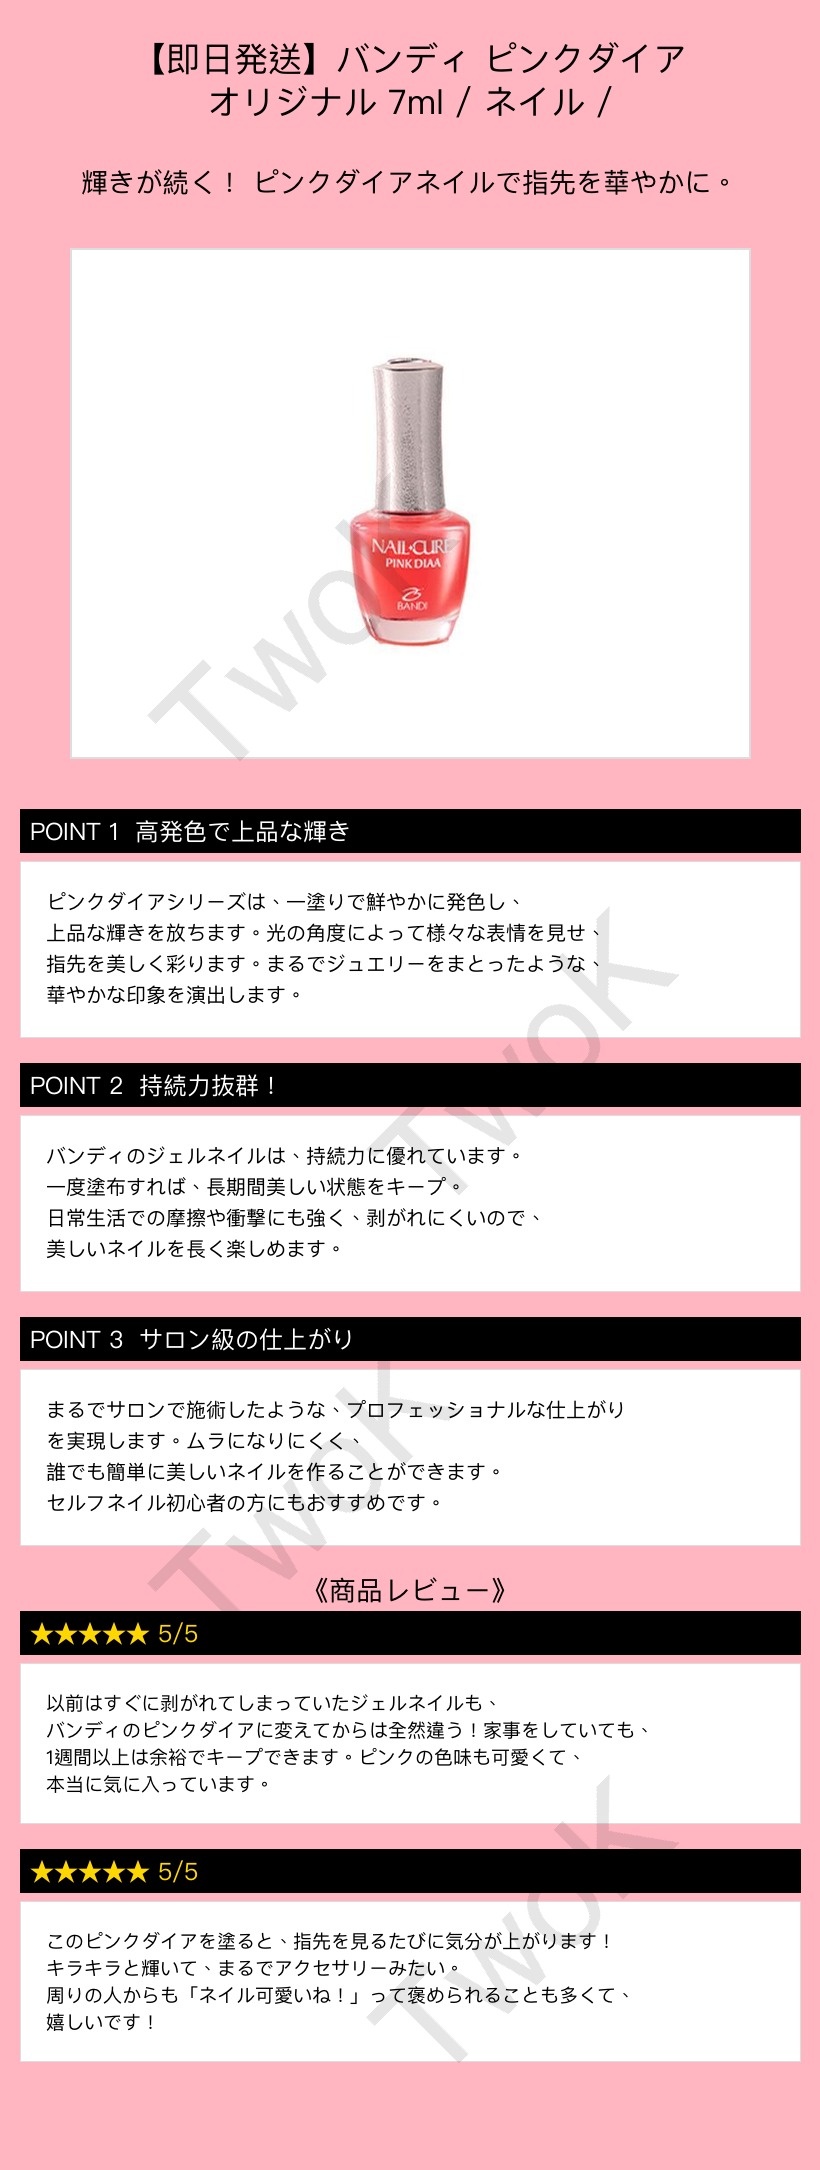 【即日発送】バンディ ピンクダイア
オリジナル 7ml / ネイル /
輝きが続く！ ピンクダイアネイルで指先を華やかに。
NAIL•CURE
PINK DIAA
BANDI
TwoK
POINT 1 高発色で上品な輝き
ピンクダイアシリーズは、一塗りで鮮やかに発色し、
上品な輝きを放ちます。光の角度によって様々な表情を見せ、
指先を美しく彩ります。まるでジュエリーをまとったような、
華やかな印象を演出します。
TwoK
POINT 2 持続力抜群！
バンディのジェルネイルは、持続力に優れています。
一度塗布すれば、長期間美しい状態をキープ。
日常生活での摩擦や衝撃にも強く、剥がれにくいので、
美しいネイルを長く楽しめます。
POINT 3 サロン級の仕上がり
まるでサロンで施術したような、プロフェッショナルな仕上がり
を実現します。ムラになりにくく、
誰でも簡単に美しいネイルを作ることができます。
セルフネイル初心者の方にもおすすめです。
TwoK
《商品レビュー》
★★★★★ 5/5
以前はすぐに剥がれてしまっていたジェルネイルも、
バンディのピンクダイアに変えてからは全然違う！家事をしていても、
1週間以上は余裕でキープできます。ピンクの色味も可愛くて、
本当に気に入っています。
★★★★★ 5/5
このピンクダイアを塗ると、指先を見るたびに気分が上がります！
キラキラと輝いて、まるでアクセサリーみたい。
周りの人からも「ネイル可愛いね！」って褒められることも多くて、
嬉しいです！
TwoK